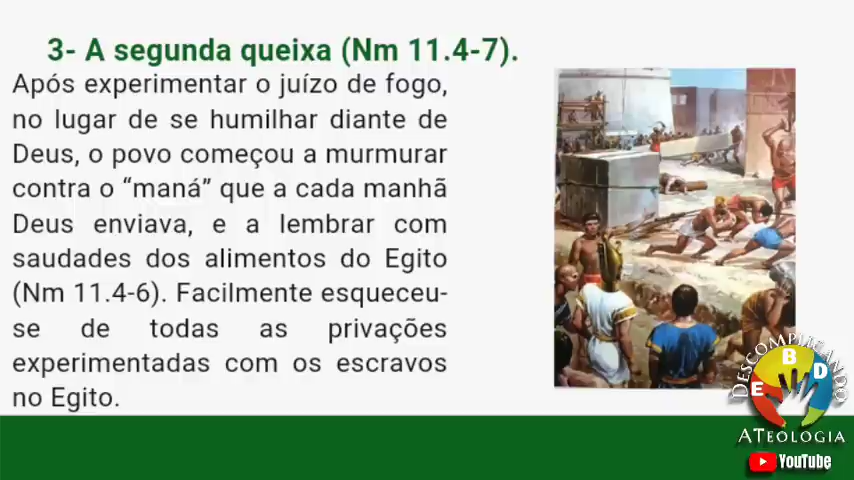 3- A segunda queixa (Nm 11.4-7).
Após experimentar o juízo de fogo,
no lugar de se humilhar diante de
Deus, o povo começou a murmurar
contra o “maná” que a cada manhã
Deus enviava, e a lembrar com
saudades dos alimentos do Egito
(Nm 11.4-6). Facilmente esqueceu-
se de todas as privações
experimentadas com os escravos
no Egito.
DESCOMPLICANDO
EBD
ATEOLOGIA
YouTube